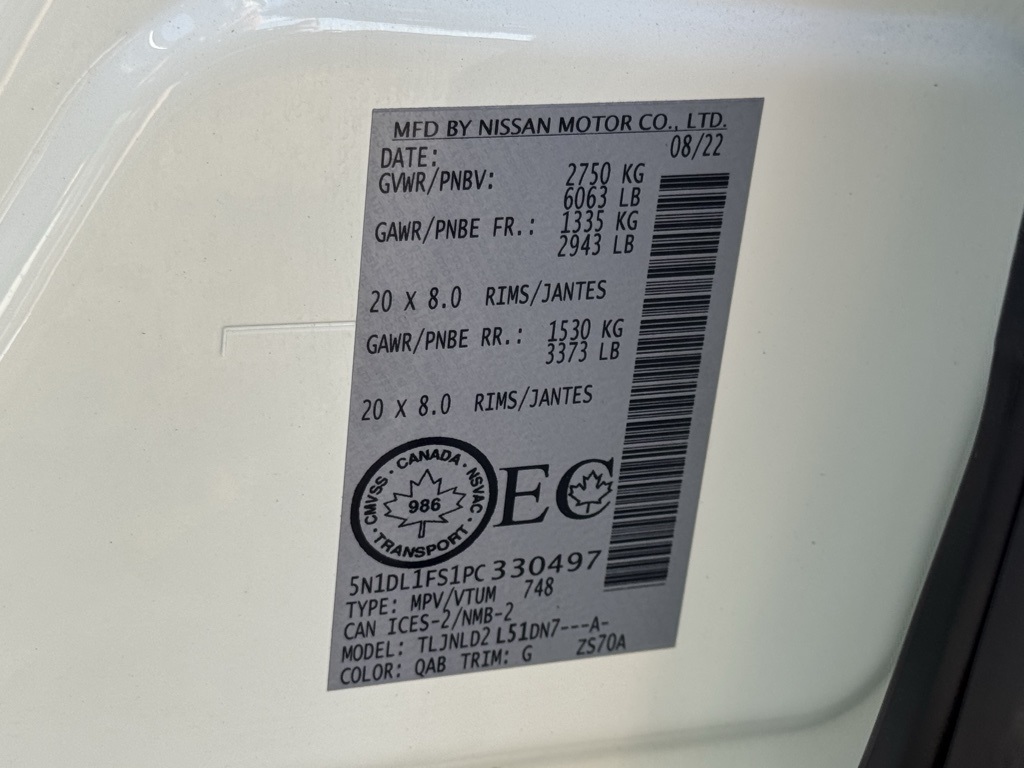 MFD BY NISSAN MOTOR CO., LTD.
DATE: 08/22
GVWR/PNBV: 2750 KG
6063 LB
GAWR/PNBE FR.: 1335 KG
2943 LB
20 X 8.0 RIMS/JANTES
GAWR/PNBE RR.: 1530 KG
3373 LB
20 X 8.0 RIMS/JANTES
CMVSS · CANADA · NSVAC · TRANSPORT ·
986
EC
5N1DL1FS1PC330497
TYPE: MPV/VTUM 748
CAN ICES-2/NMB-2
MODEL: TLJNLD2 L51DN7---A-
COLOR: QAB TRIM: G ZS70A